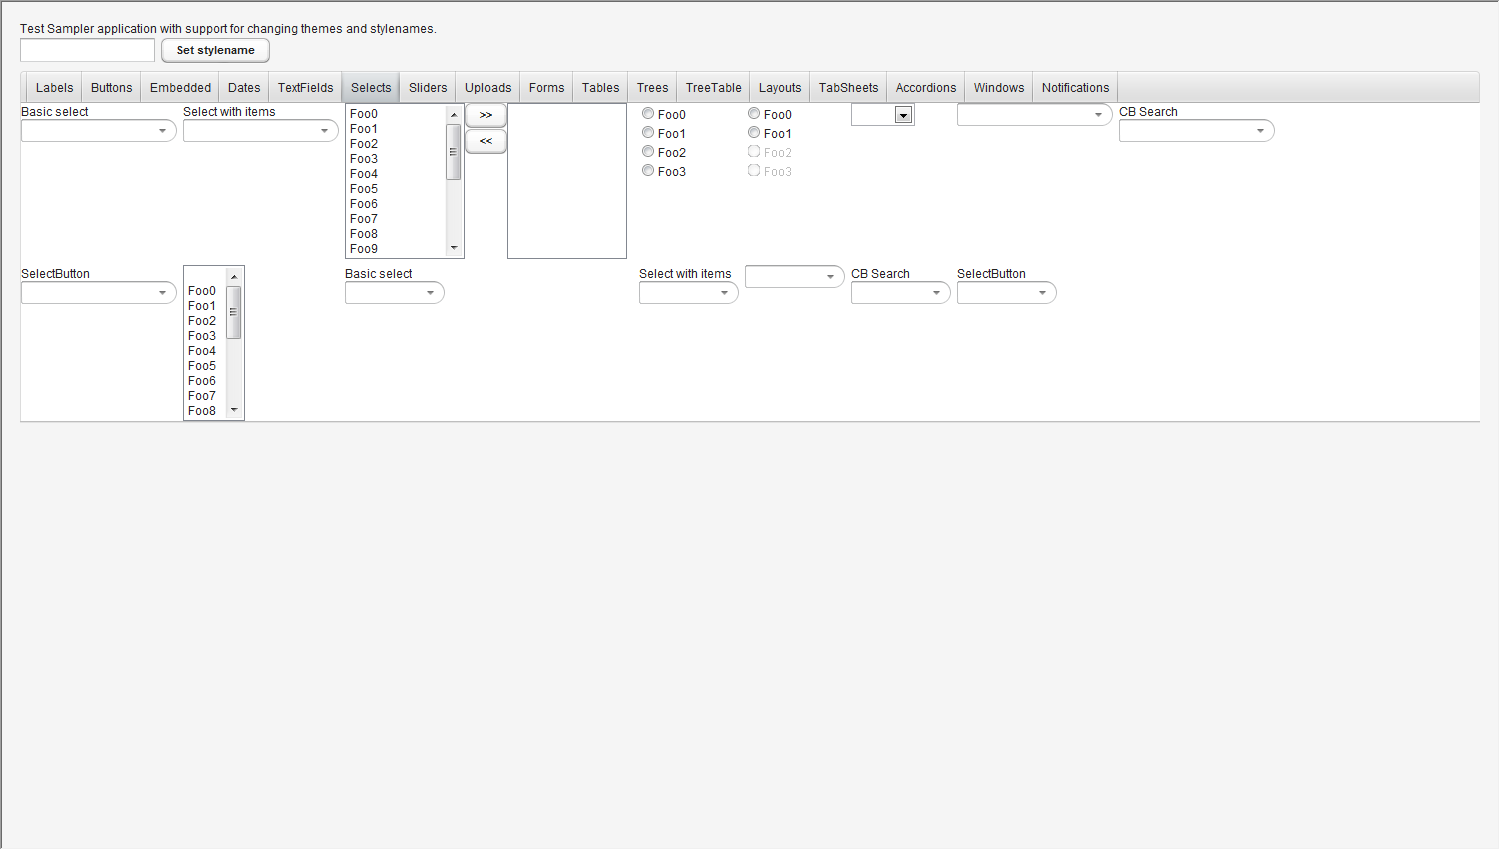 Test Sampler application with support for changing themes and stylenames.
Set stylename
Labels Buttons Embedded Dates TextFields Selects Sliders Uploads Forms Tables Trees TreeTable Layouts TabSheets Accordions Windows Notifications
Basic select
Select with items
Foo0
Foo1
Foo2
Foo3
Foo4
Foo5
Foo6
Foo7
Foo8
Foo9
>>
<<
Foo0
Foo1
Foo2
Foo3
Foo0
Foo1
Foo2
Foo3
CB Search
SelectButton
Foo0
Foo1
Foo2
Foo3
Foo4
Foo5
Foo6
Foo7
Foo8
Basic select
Select with items
CB Search
SelectButton